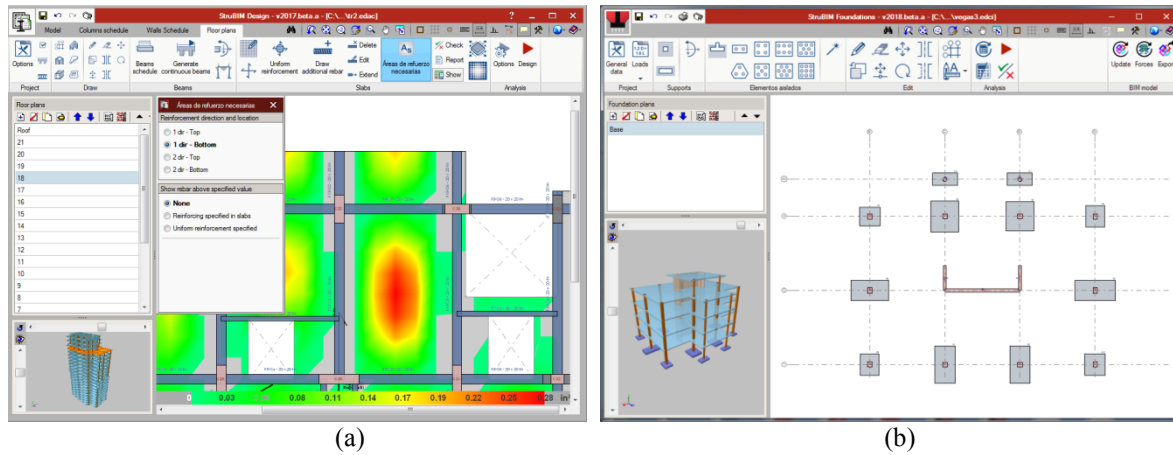 StruBIM Design - v2017.beta.a - [C:\...\tr2.edac]
Model Columns schedule Walls Schedule Floor plans
Options
Beams schedule
Generate continuous beams
Uniform reinforcement
Draw additional rebar
Delete
Edit
Extend
Áreas de refuerzo necesarias
Check
Report
Show
Options Design
Project Draw Beams Slabs Analysis
Floor plans
Roof
21
20
19
18
17
16
15
14
13
12
11
10
9
8
7
Áreas de refuerzo necesarias
Reinforcement direction and location
1 dir - Top
1 dir - Bottom
2 dir - Top
2 dir - Bottom
Show rebar above specified value
None
Reinforcing specified in slabs
Uniform reinforcement specified
0 0.03 0.08 0.11 0.14 0.17 0.19 0.22 0.25 0.28 in²
(a)
StruBIM Foundations - v2018.beta.a - [C:\...\vegas3.edci]
General data
Loads
Update Forces Export
Project Supports Elementos aislados Edit Analysis BIM model
Foundation plans
Base
(b)